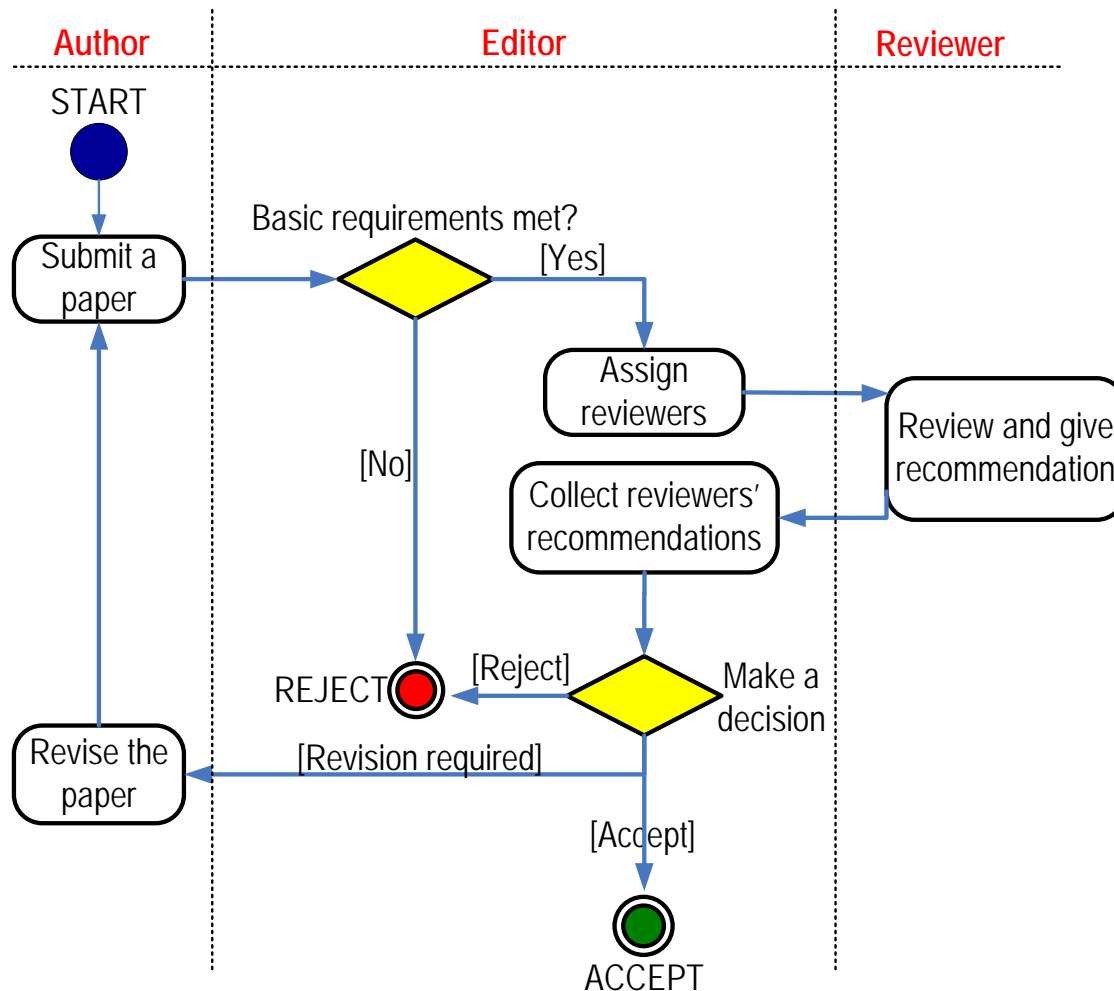 Author
Editor
Reviewer
START
Basic requirements met?
Submit a
paper
[Yes]
Assign
reviewers
Review and give
recommendation
[No]
Collect reviewers’
recommendations
[Reject]
Make a
decision
REJECT
Revise the
paper
[Revision required]
[Accept]
ACCEPT